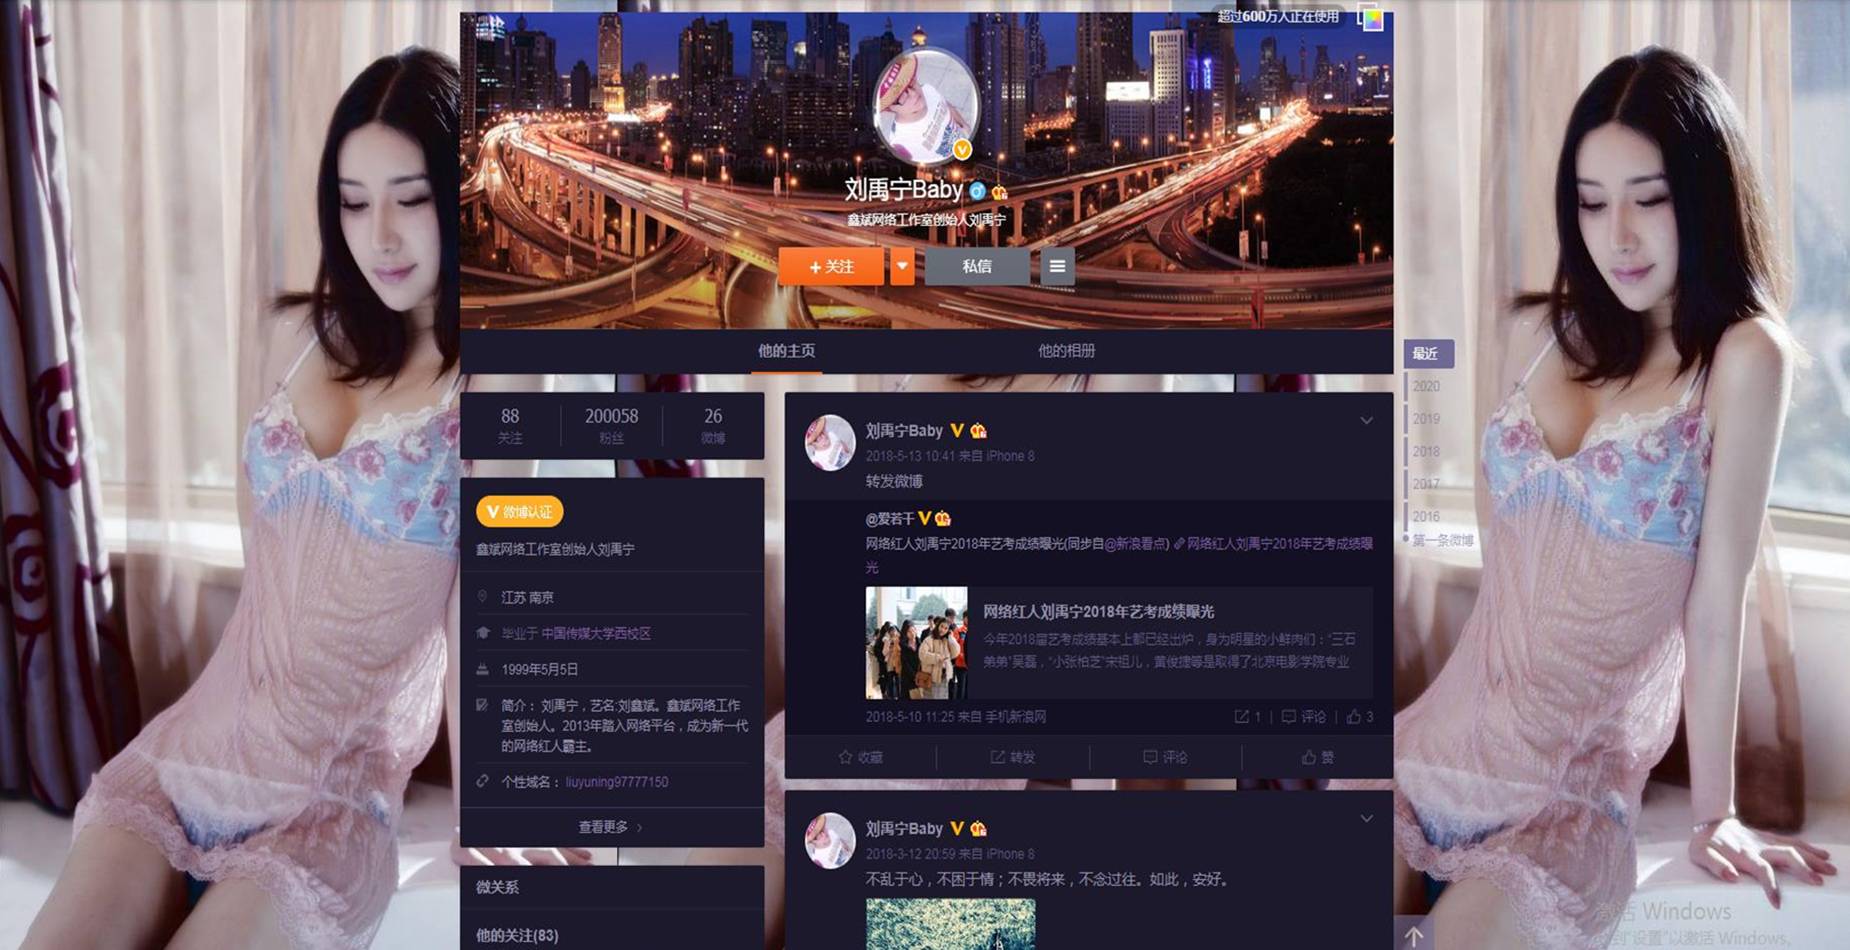 超过600万人正在使用
刘禹宁Baby
鑫斌网络工作室创始人刘禹宁
+关注
私信
他的主页
他的相册
88
关注
200058
粉丝
26
微博
V 微博认证
鑫斌网络工作室创始人刘禹宁
江苏 南京
毕业于 中国传媒大学西校区
1999年5月5日
简介： 刘禹宁，艺名:刘鑫斌。鑫斌网络工作
室创始人。2013年踏入网络平台，成为新一代
的网络红人霸主。
个性域名： liuyuning97777150
查看更多
微关系
他的关注(83)
刘禹宁Baby
2018-5-13 10:41 来自 iPhone 8
转发微博
@爱若干
网络红人刘禹宁2018年艺考成绩曝光(同步自@新浪看点) 网络红人刘禹宁2018年艺考成绩曝
光
网络红人刘禹宁2018年艺考成绩曝光
今年2018届艺考成绩基本上都已经出炉，身为明星的小鲜肉们：“三石
弟弟”吴磊，“小张柏芝”宋祖儿，黄俊捷等是取得了北京电影学院专业
2018-5-10 11:25 来自 手机新浪网
1
评论
3
收藏
转发
评论
赞
刘禹宁Baby
2018-3-12 20:59 来自 iPhone 8
不乱于心，不困于情；不畏将来，不念过往。如此，安好。
最近
2020
2019
2018
2017
2016
第一条微博
激活 Windows
转到“设置”以激活 Windows。